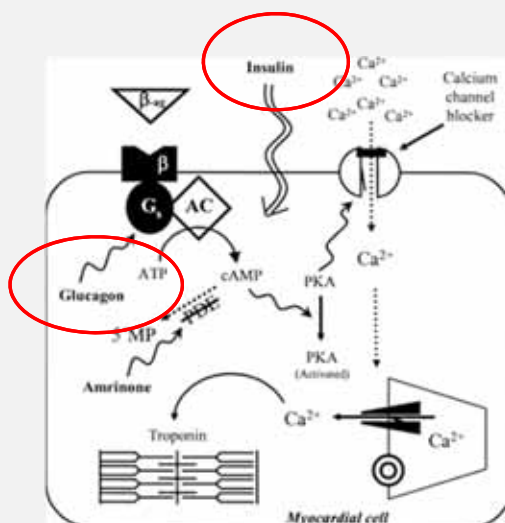 Insulin
Ca²⁺
Ca²⁺ Ca²⁺
Ca²⁺ Ca²⁺ Ca²⁺
Calcium
channel
blocker
β-ag
β
Gs
AC
ATP
cAMP
PKA
Ca²⁺
Glucagon
5'MP
PDE
PKA
(Activated)
Amrinone
Ca²⁺
Ca²⁺
Troponin
Myocardial cell